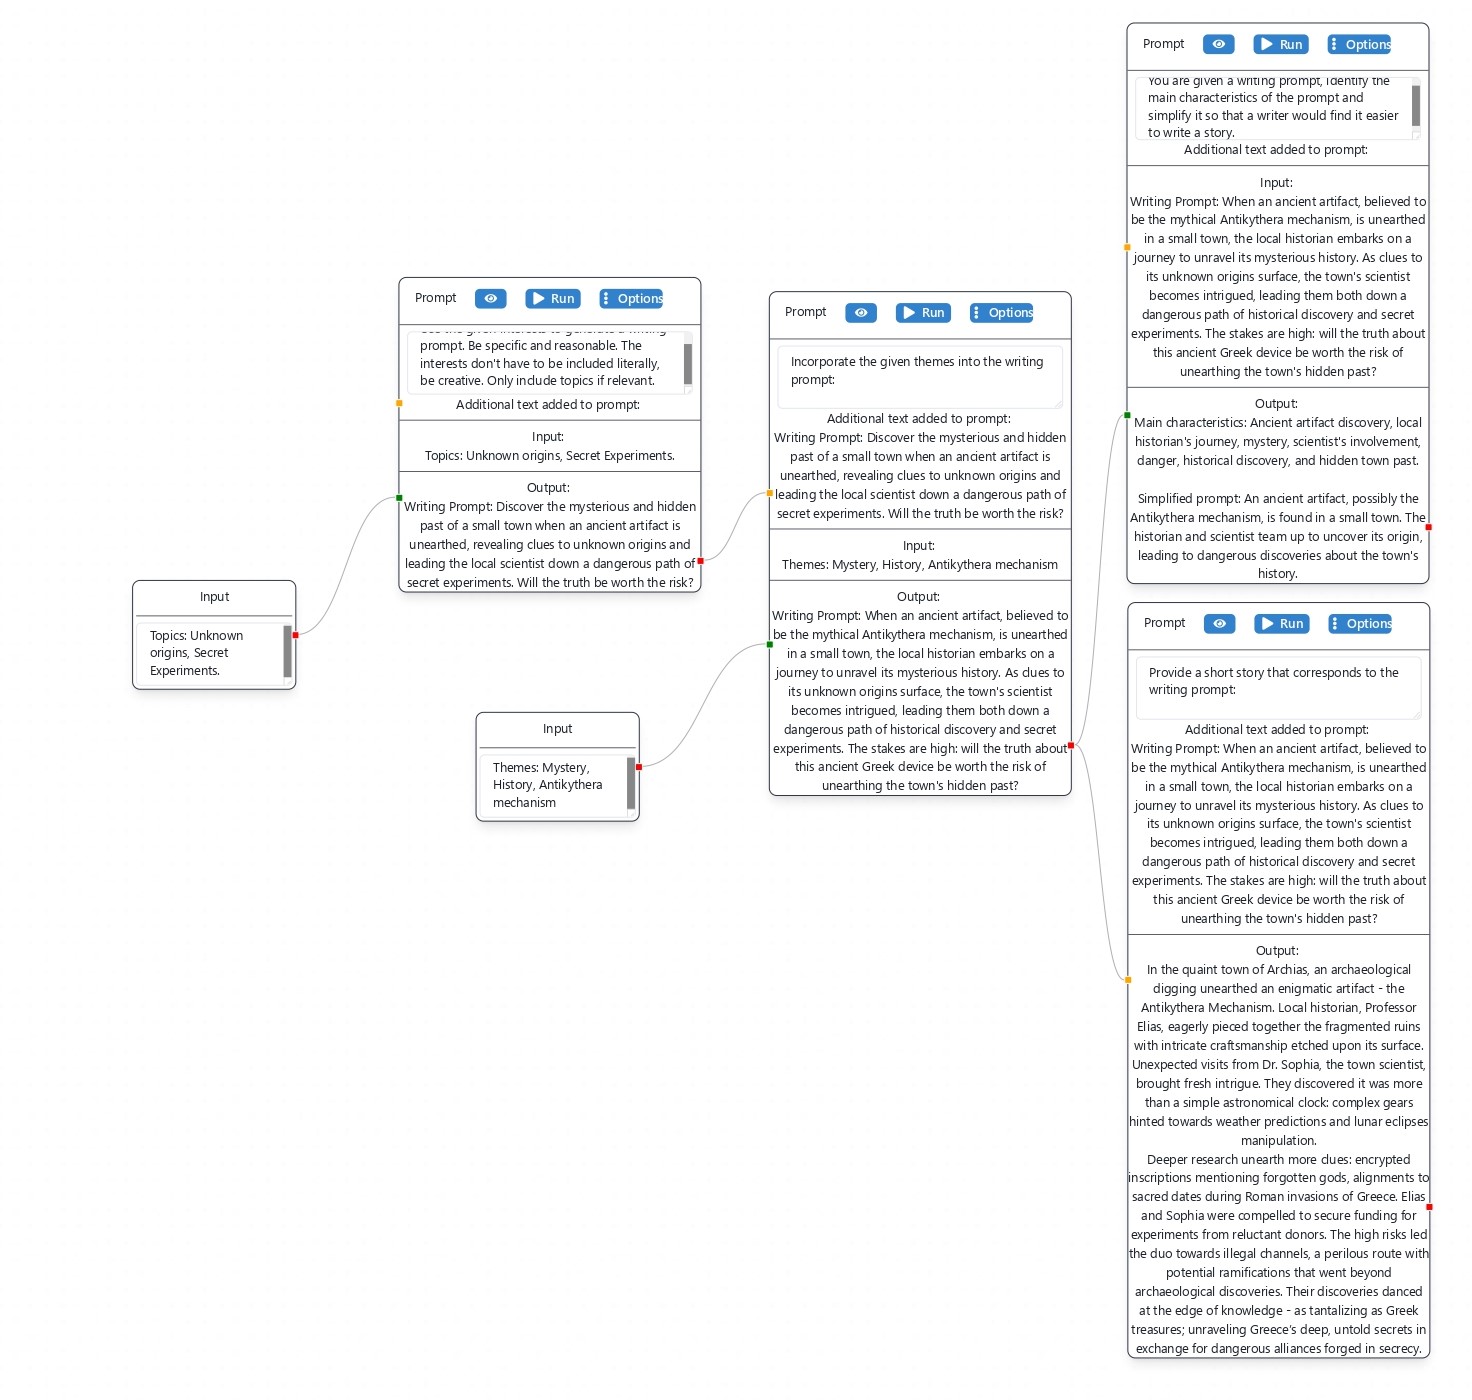 Input
Topics: Unknown
origins, Secret
Experiments.
Prompt
Run
Options
Use the given interests to generate a writing
prompt. Be specific and reasonable. The
interests don't have to be included literally,
be creative. Only include topics if relevant.
Additional text added to prompt:
Input:
Topics: Unknown origins, Secret Experiments.
Output:
Writing Prompt: Discover the mysterious and hidden
past of a small town when an ancient artifact is
unearthed, revealing clues to unknown origins and
leading the local scientist down a dangerous path of
secret experiments. Will the truth be worth the risk?
Input
Themes: Mystery,
History, Antikythera
mechanism
Prompt
Run
Options
Incorporate the given themes into the writing
prompt:
Additional text added to prompt:
Writing Prompt: Discover the mysterious and hidden
past of a small town when an ancient artifact is
unearthed, revealing clues to unknown origins and
leading the local scientist down a dangerous path of
secret experiments. Will the truth be worth the risk?
Input:
Themes: Mystery, History, Antikythera mechanism
Output:
Writing Prompt: When an ancient artifact, believed to
be the mythical Antikythera mechanism, is unearthed
in a small town, the local historian embarks on a
journey to unravel its mysterious history. As clues to
its unknown origins surface, the town's scientist
becomes intrigued, leading them both down a
dangerous path of historical discovery and secret
experiments. The stakes are high: will the truth about
this ancient Greek device be worth the risk of
unearthing the town's hidden past?
Prompt
Run
Options
You are given a writing prompt, identify the
main characteristics of the prompt and
simplify it so that a writer would find it easier
to write a story.
Additional text added to prompt:
Input:
Writing Prompt: When an ancient artifact, believed to
be the mythical Antikythera mechanism, is unearthed
in a small town, the local historian embarks on a
journey to unravel its mysterious history. As clues to
its unknown origins surface, the town's scientist
becomes intrigued, leading them both down a
dangerous path of historical discovery and secret
experiments. The stakes are high: will the truth about
this ancient Greek device be worth the risk of
unearthing the town's hidden past?
Output:
Main characteristics: Ancient artifact discovery, local
historian's journey, mystery, scientist's involvement,
danger, historical discovery, and hidden town past.
Simplified prompt: An ancient artifact, possibly the
Antikythera mechanism, is found in a small town. The
historian and scientist team up to uncover its origin,
leading to dangerous discoveries about the town's
history.
Prompt
Run
Options
Provide a short story that corresponds to the
writing prompt:
Additional text added to prompt:
Writing Prompt: When an ancient artifact, believed to
be the mythical Antikythera mechanism, is unearthed
in a small town, the local historian embarks on a
journey to unravel its mysterious history. As clues to
its unknown origins surface, the town's scientist
becomes intrigued, leading them both down a
dangerous path of historical discovery and secret
experiments. The stakes are high: will the truth about
this ancient Greek device be worth the risk of
unearthing the town's hidden past?
Output:
In the quaint town of Archias, an archaeological
digging unearthed an enigmatic artifact - the
Antikythera Mechanism. Local historian, Professor
Elias, eagerly pieced together the fragmented ruins
with intricate craftsmanship etched upon its surface.
Unexpected visits from Dr. Sophia, the town scientist,
brought fresh intrigue. They discovered it was more
than a simple astronomical clock: complex gears
hinted towards weather predictions and lunar eclipses
manipulation.
Deeper research unearth more clues: encrypted
inscriptions mentioning forgotten gods, alignments to
sacred dates during Roman invasions of Greece. Elias
and Sophia were compelled to secure funding for
experiments from reluctant donors. The high risks led
the duo towards illegal channels, a perilous route with
potential ramifications that went beyond
archaeological discoveries. Their discoveries danced
at the edge of knowledge - as tantalizing as Greek
treasures; unraveling Greece's deep, untold secrets in
exchange for dangerous alliances forged in secrecy.